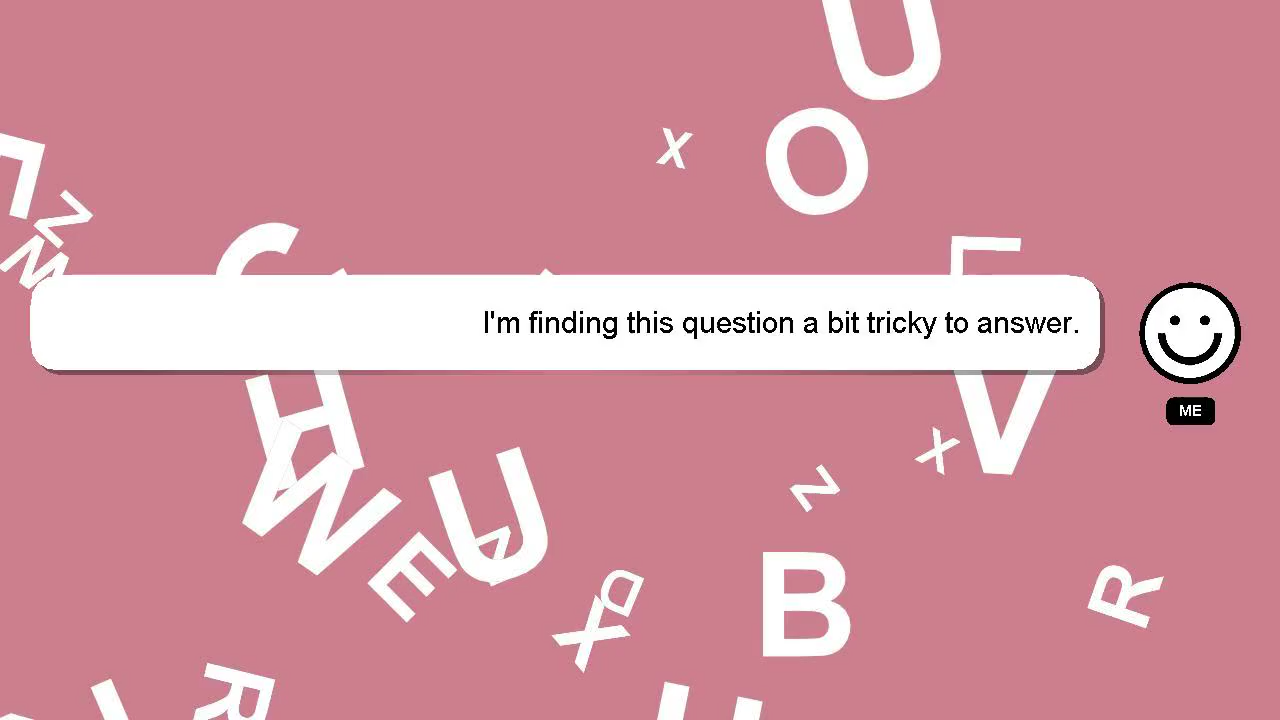 U
O
X
Z
M
I'm finding this question a bit tricky to answer.
ME
H
V
X
W
U
Z
E
B
D
X
R
R